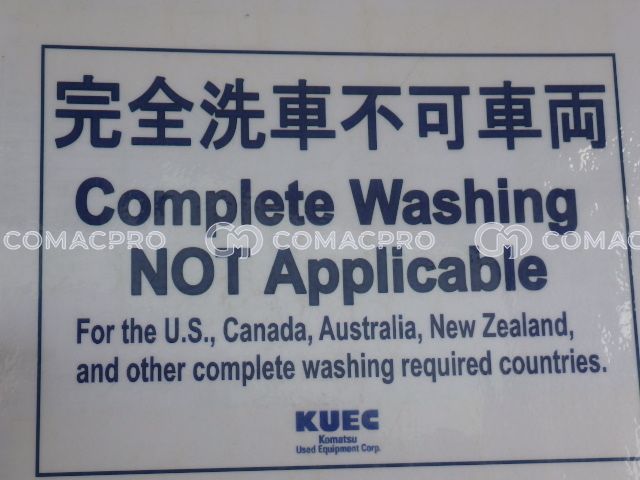 完全洗車不可車両
Complete Washing
COMACPRO COMACPRO COMACPRO
NOT Applicable
For the U.S., Canada, Australia, New Zealand,
and other complete washing required countries.
KUEC
Komatsu
Used Equipment Corp.